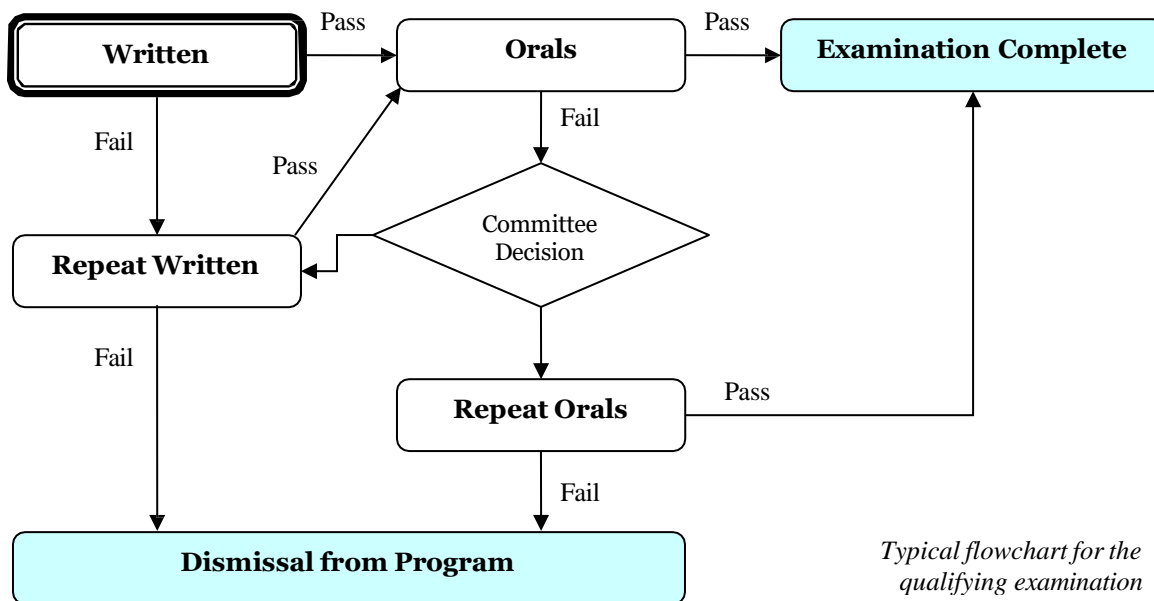 Pass
Pass
Written
Orals
Examination Complete
Fail
Fail
Pass
Committee
Decision
Repeat Written
Fail
Repeat Orals
Pass
Fail
Dismissal from Program
Typical flowchart for the
qualifying examination